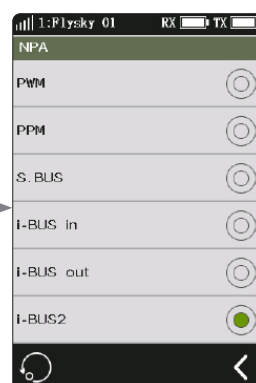 1:Flysky 01 RX TX
NPA
PWM
PPM
S.BUS
i-BUS in
i-BUS out
i-BUS2